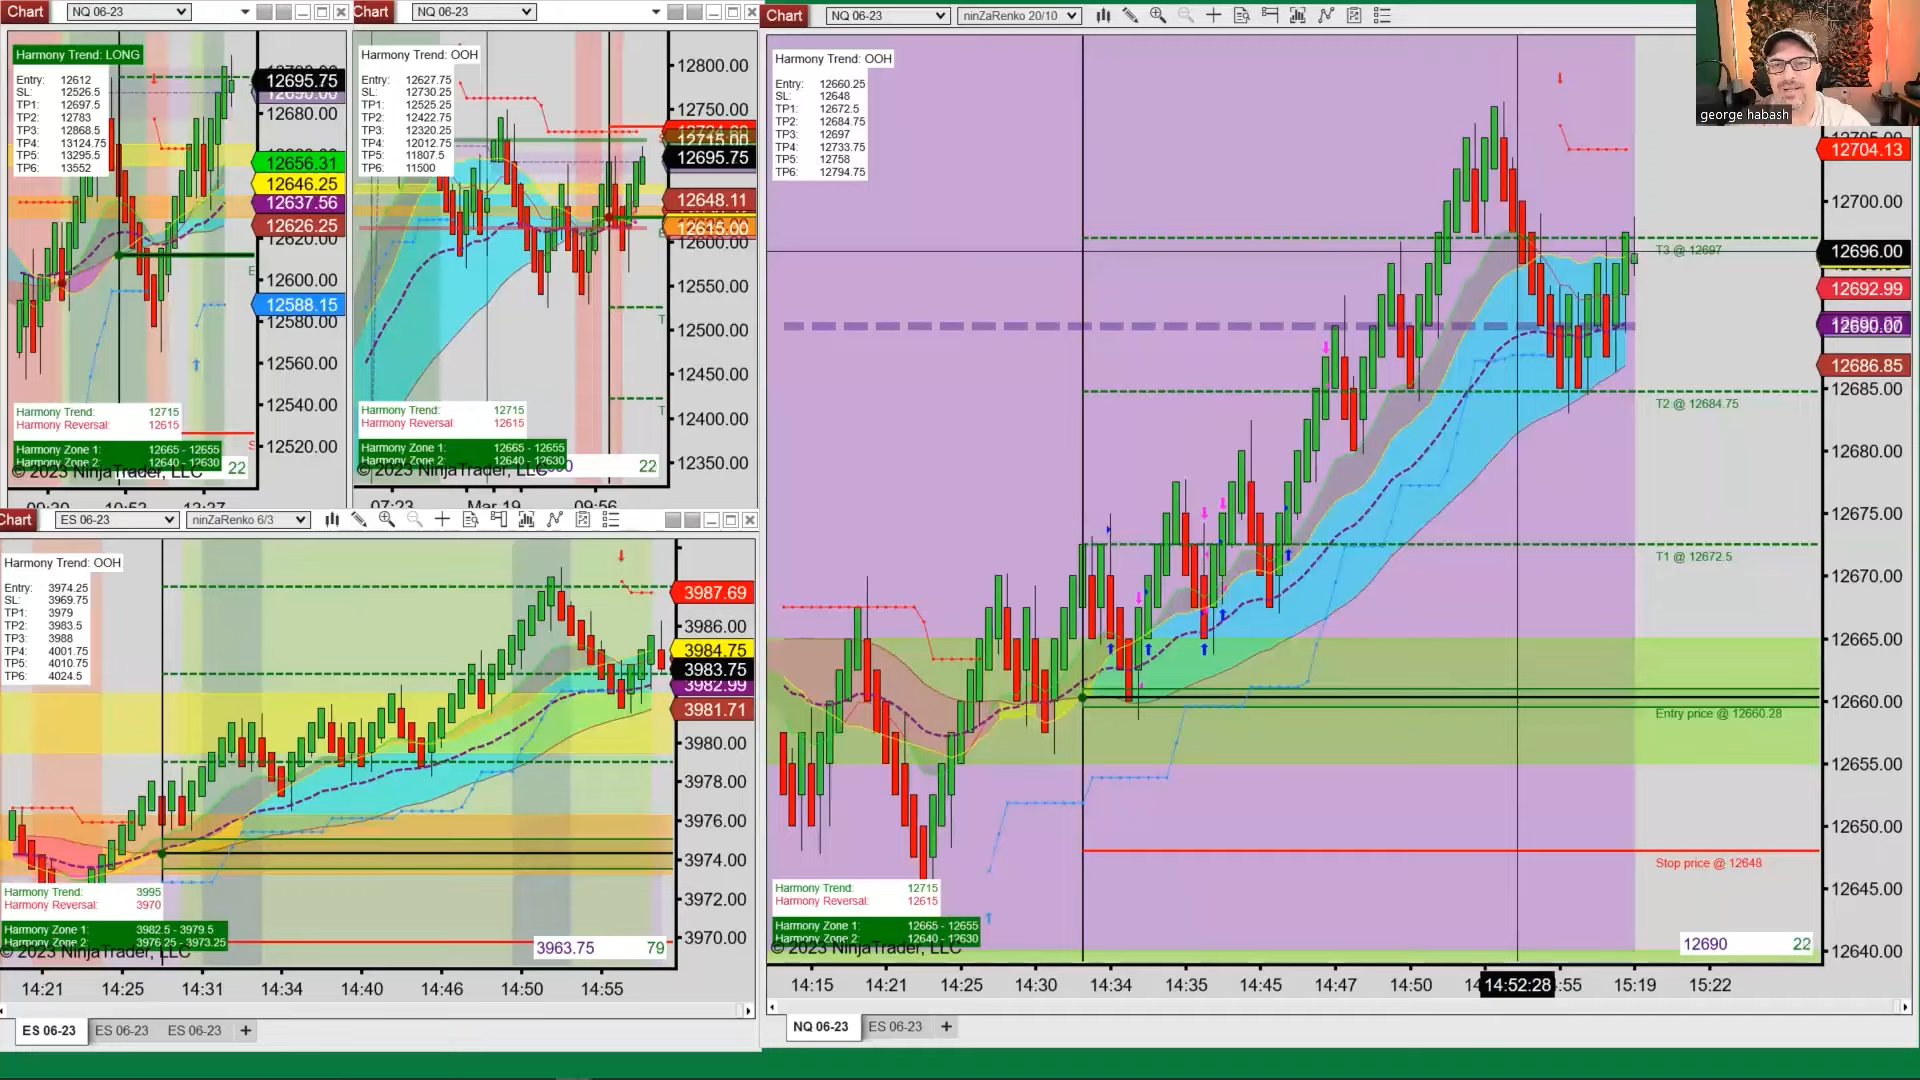 Chart NQ 06-23
Harmony Trend: LONG
Entry: 12612
SL: 12526.5
TP1: 12697.5
TP2: 12783
TP3: 12868.5
TP4: 13124.75
TP5: 13295.5
TP6: 13552
12695.75
12680.00
12656.31
12646.25
12637.56
12626.25
12620.00
12600.00
12588.15
12580.00
12560.00
12540.00
12520.00
Harmony Trend: 12715
Harmony Reversal: 12615
Harmony Zone 1: 12665 - 12655
Harmony Zone 2: 12640 - 12630
© 2023 NinjaTrader, LLC
22
Chart NQ 06-23
Harmony Trend: OOH
Entry: 12627.75
SL: 12730.25
TP1: 12525.25
TP2: 12422.75
TP3: 12320.25
TP4: 12012.75
TP5: 11807.5
TP6: 11500
12800.00
12750.00
12715.00
12695.75
12648.11
12615.00
12600.00
12550.00
12500.00
12450.00
12400.00
12350.00
Harmony Trend: 12715
Harmony Reversal: 12615
Harmony Zone 1: 12665 - 12655
Harmony Zone 2: 12640 - 12630
© 2023 NinjaTrader, LLC
22
Mar 19
Chart ES 06-23 ninZaRenko 6/3
Harmony Trend: OOH
Entry: 3974.25
SL: 3969.75
TP1: 3979
TP2: 3983.5
TP3: 3988
TP4: 4001.75
TP5: 4010.75
TP6: 4024.5
3987.69
3986.00
3984.75
3983.75
3982.99
3981.71
3980.00
3978.00
3976.00
3974.00
3972.00
3970.00
Harmony Trend: 3995
Harmony Reversal: 3970
Harmony Zone 1: 3982.5 - 3979.5
Harmony Zone 2: 3976.25 - 3973.25
© 2023 NinjaTrader, LLC
3963.75 79
14:21 14:25 14:31 14:34 14:40 14:46 14:50 14:55
ES 06-23 ES 06-23 ES 06-23 +
Chart NQ 06-23 ninZaRenko 20/10
george habash
Harmony Trend: OOH
Entry: 12660.25
SL: 12648
TP1: 12672.5
TP2: 12684.75
TP3: 12697
TP4: 12733.75
TP5: 12758
TP6: 12794.75
12705.00
12704.13
12700.00
T3 @ 12697
12696.00
12692.99
12690.00
12686.85
12685.00
T2 @ 12684.75
12680.00
12675.00
T1 @ 12672.5
12670.00
12665.00
12660.00
Entry price @ 12660.28
12655.00
12650.00
Stop price @ 12648
12645.00
12640.00
Harmony Trend: 12715
Harmony Reversal: 12615
Harmony Zone 1: 12665 - 12655
Harmony Zone 2: 12640 - 12630
© 2023 NinjaTrader, LLC
12690 22
14:15 14:21 14:25 14:30 14:34 14:35 14:45 14:47 14:50 14:52:28 :55 15:19 15:22
NQ 06-23 ES 06-23 +